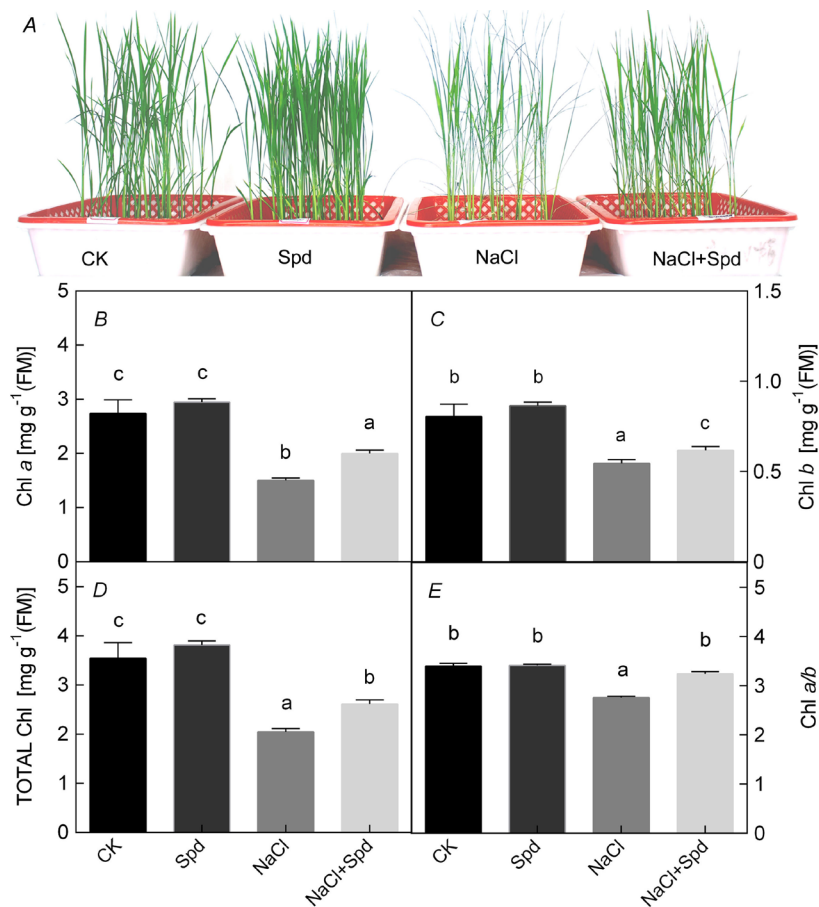 A
CK
Spd
NaCl
NaCl+Spd
B
C
5
4
3
2
1
0
Chl a [mg g⁻¹(FM)]
c
c
b
a
b
b
a
c
1.5
1.0
0.5
0
Chl b [mg g⁻¹(FM)]
D
E
5
4
3
2
1
0
TOTAL Chl [mg g⁻¹(FM)]
c
c
a
b
b
b
a
b
5
4
3
2
1
0
Chl a/b
CK
Spd
NaCl
NaCl+Spd
CK
Spd
NaCl
NaCl+Spd